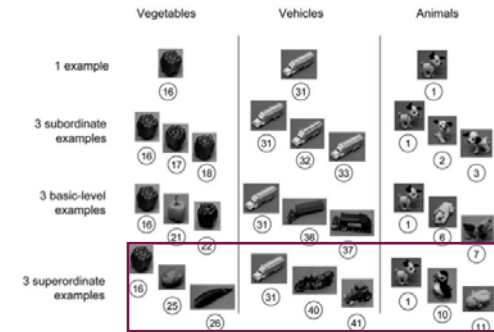 Vegetables Vehicles Animals
1 example
16 31 1
3 subordinate
examples
16 17 18 31 32 33 1 2 3
3 basic-level
examples
16 21 22 31 36 37 1 6 7
3 superordinate
examples
16 25 26 31 40 41 1 10 11